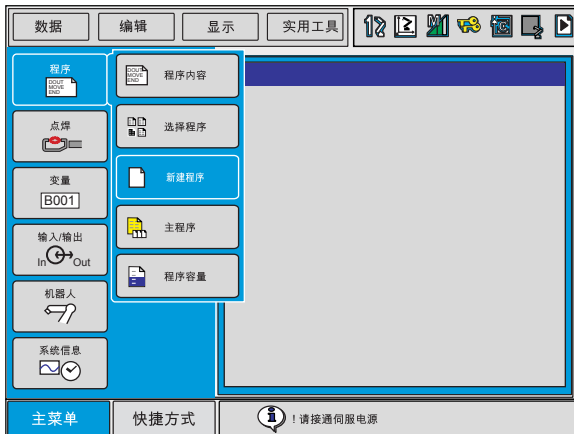 数据 编辑 显示 实用工具
程序
DOUT
MOVE
END
点焊
变量
B001
输入/输出
In Out
机器人
系统信息
DOUT
MOVE
END
程序内容
选择程序
新建程序
主程序
程序容量
主菜单 快捷方式 !请接通伺服电源